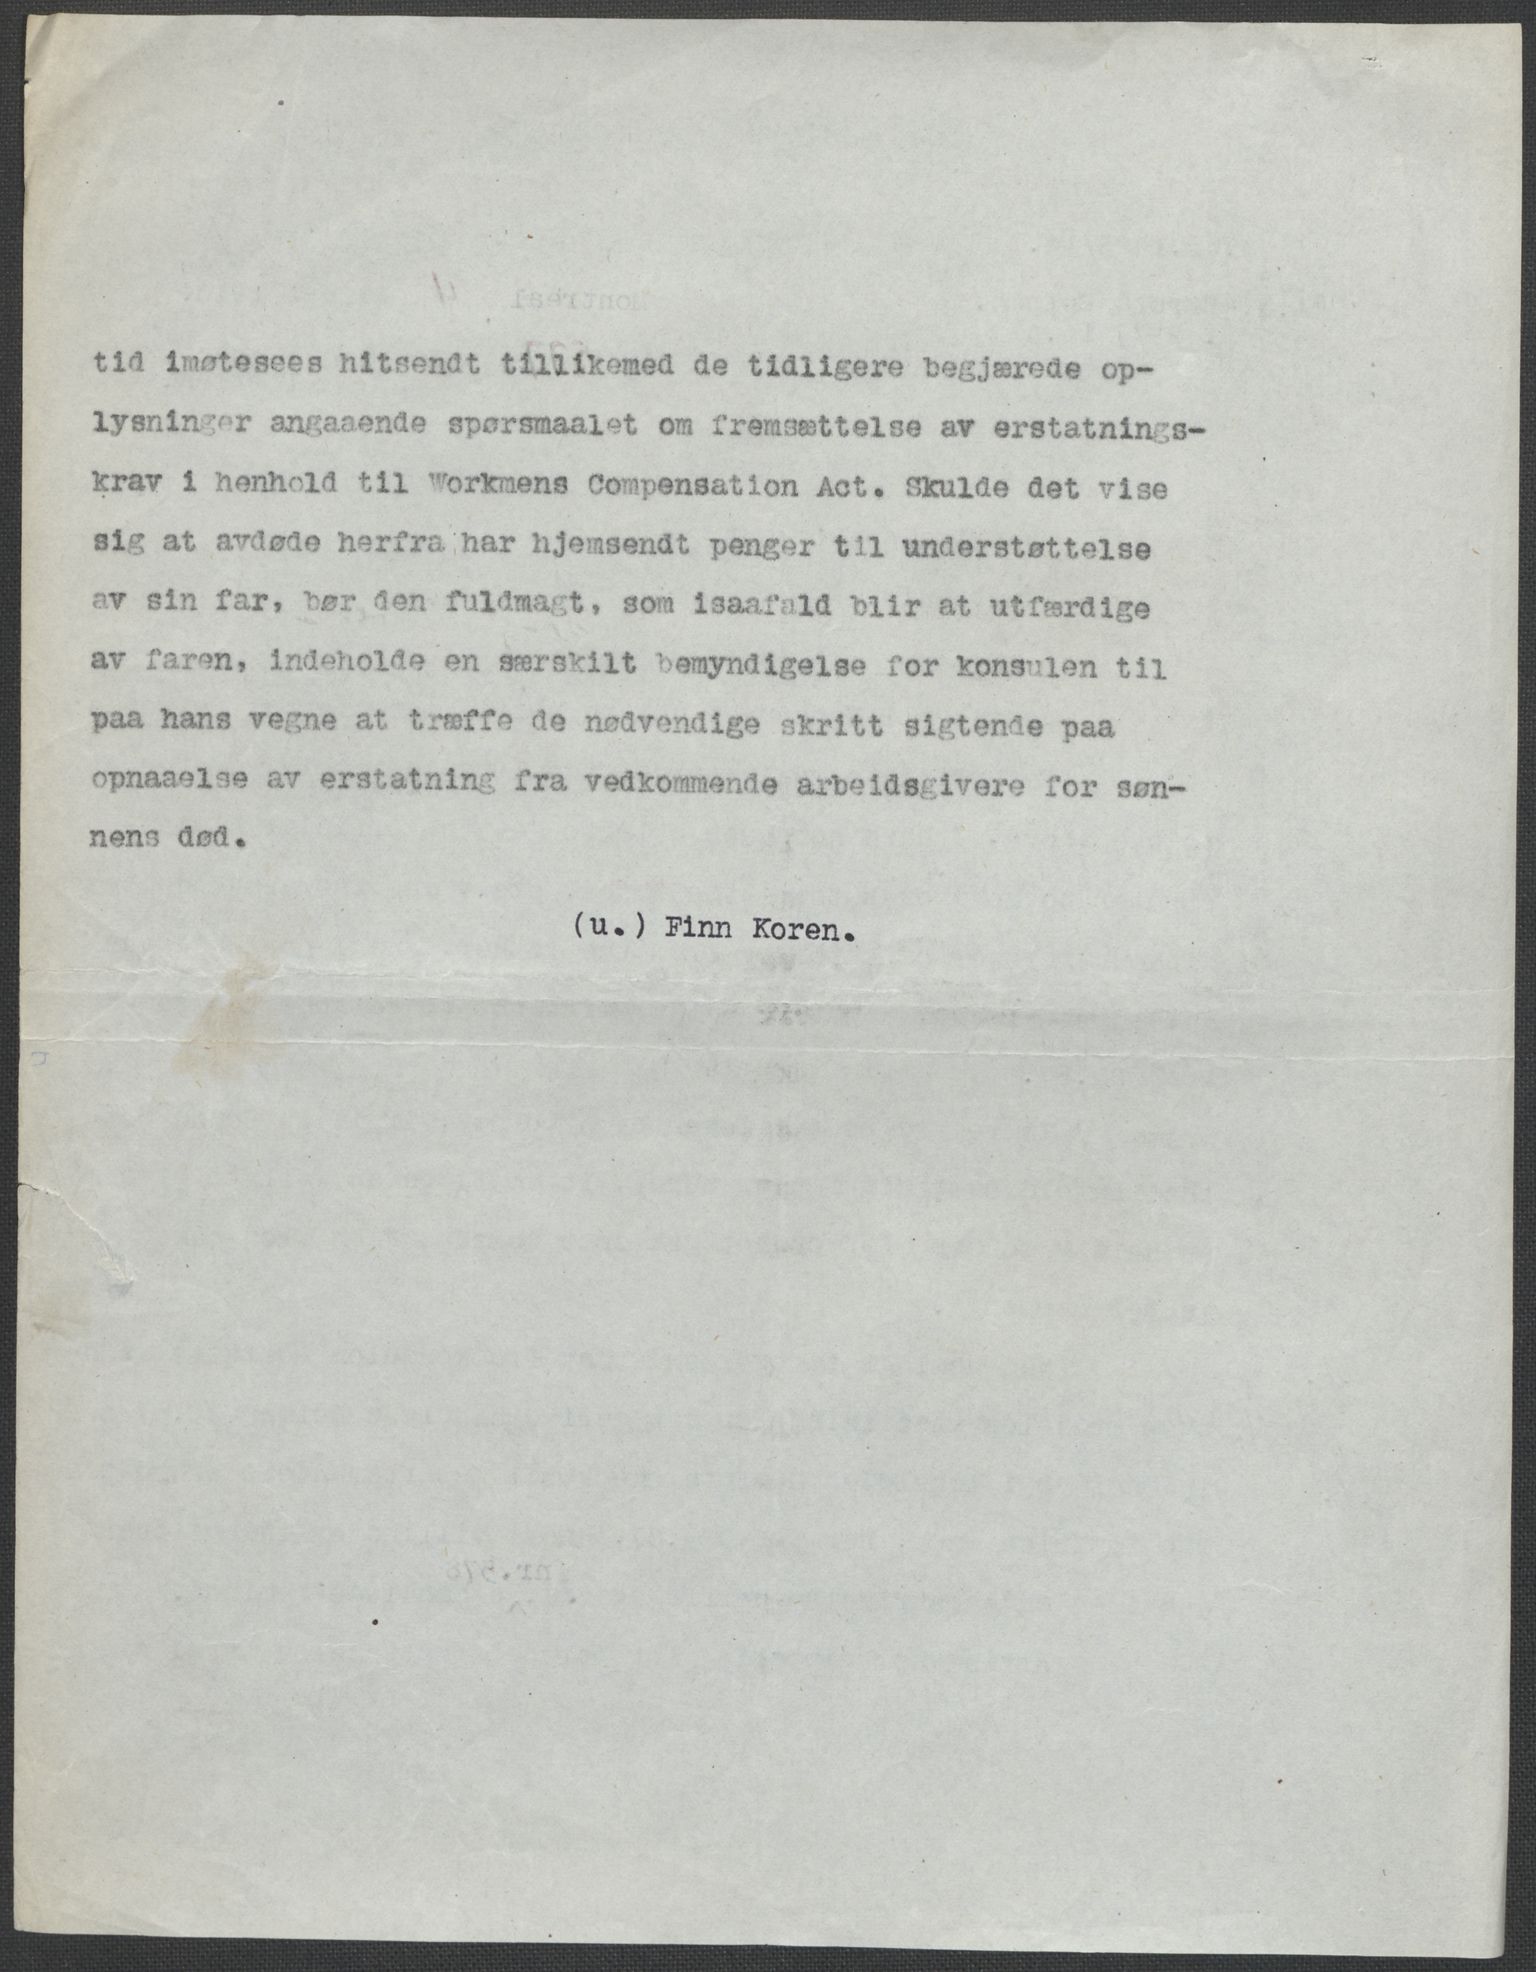 tid imøtesees hitsendt tillikemed de tidligere begjærede op-
lysninger angaaende spørsmaalet om fremsættelse av erstatnings-
krav i henhold til Workmens Compensation Act. Skulde det vise
sig at avdøde herfra har hjemsendt penger til understøttelse
av sin far, bør den fuldmagt, som isaafald blir at utfærdige
av faren, indeholde en særskilt bemyndigelse for konsulen til
paa hans vegne at træffe de nødvendige skritt sigtende paa
opnaaelse av erstatning fra vedkommende arbeidsgivere for søn-
nens død.
(u.) Finn Koren.